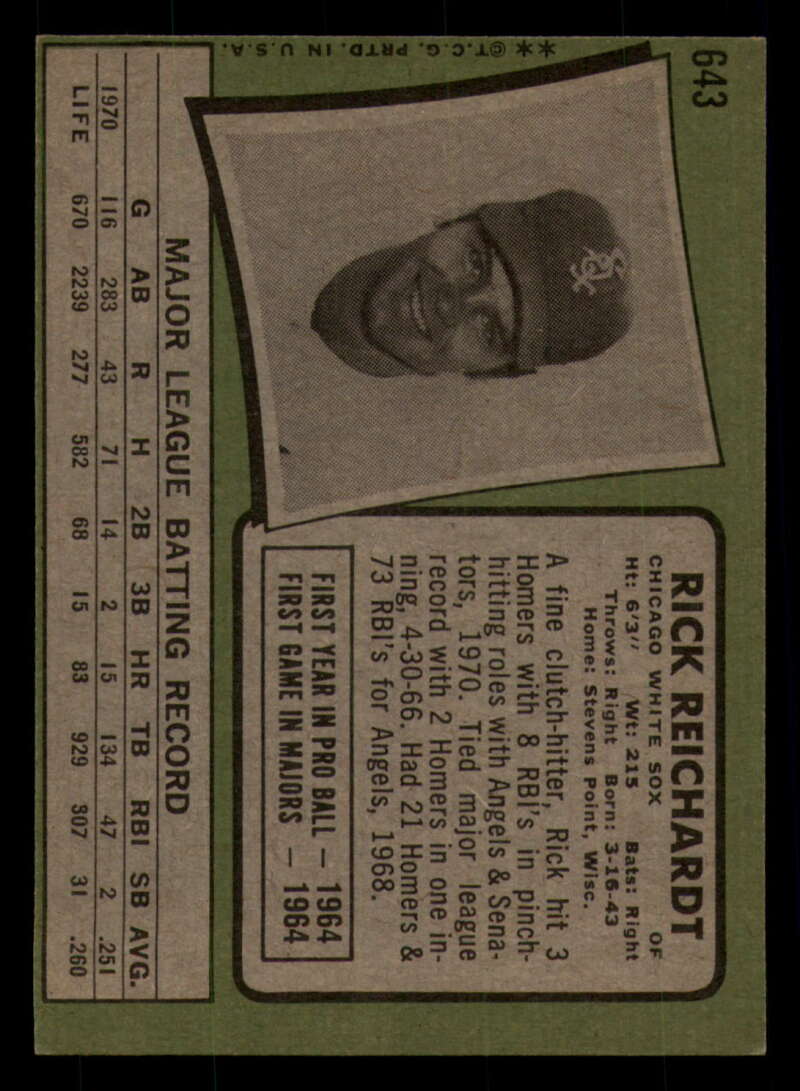 643
RICK REICHARDT
CHICAGO WHITE SOX OF
Ht: 6'3" Wt: 215 Bats: Right
Throws: Right Born: 3-16-43
Home: Stevens Point, Wisc.
A fine clutch-hitter, Rick hit 3
Homers with 8 RBI's in pinch-
hitting roles with Angels & Sena-
tors, 1970. Tied major league
record with 2 Homers in one in-
ning, 4-30-66. Had 21 Homers &
73 RBI's for Angels, 1968.
FIRST YEAR IN PRO BALL — 1964
FIRST GAME IN MAJORS — 1964
SOX
**©T.C.G. PRTD. IN U.S.A.
MAJOR LEAGUE BATTING RECORD
G AB R H 2B 3B HR TB RBI SB AVG.
1970 116 283 43 71 14 2 15 134 47 2 .251
LIFE 670 2239 277 582 68 15 83 929 307 31 .260